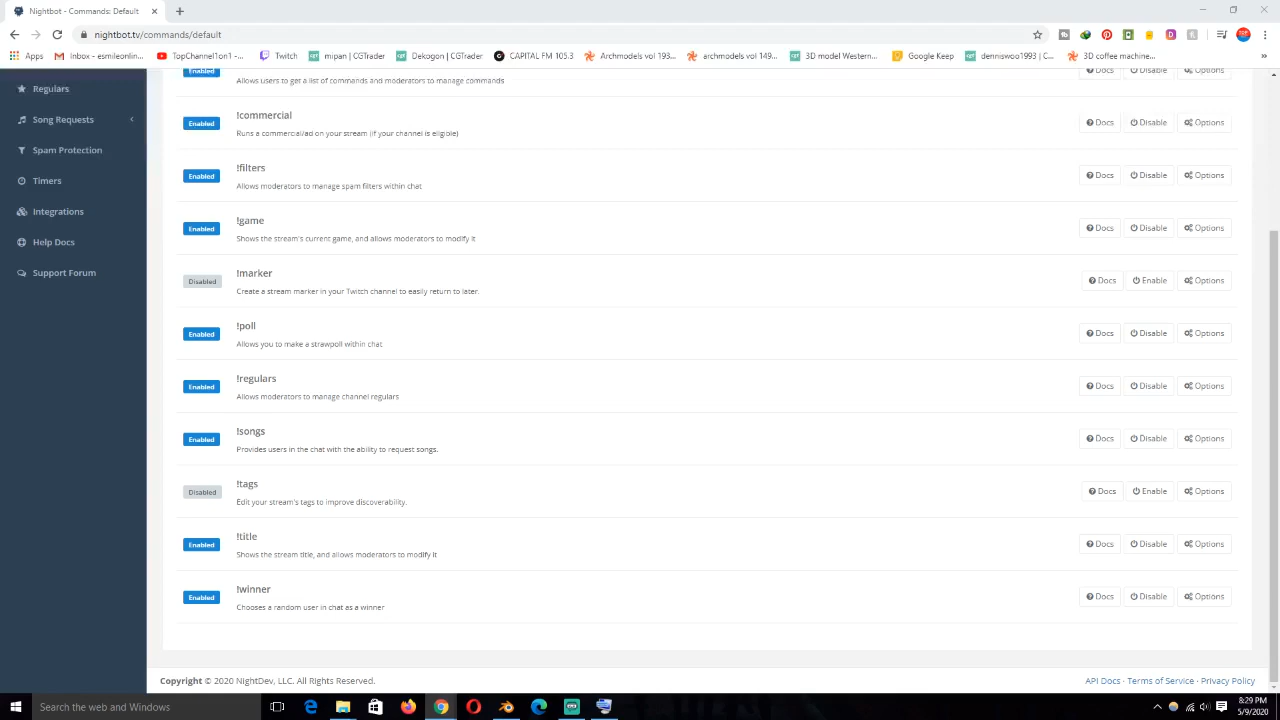 Nightbot - Commands: Default
nightbot.tv/commands/default
Apps Inbox - esmileonlin... TopChannel1on1 -... Twitch mipan | CGTrader Dekogon | CGTrader CAPITAL FM 105.3 Archmodels vol 193... archmodels vol 149... 3D model Western... Google Keep denniswoo1993 | C... 3D coffee machine... »
Regulars
Song Requests
Spam Protection
Timers
Integrations
Help Docs
Support Forum
Enabled Docs Disable Options
Allows users to get a list of commands and moderators to manage commands
!commercial
Enabled Docs Disable Options
Runs a commercial/ad on your stream (if your channel is eligible)
!filters
Enabled Docs Disable Options
Allows moderators to manage spam filters within chat
!game
Enabled Docs Disable Options
Shows the stream's current game, and allows moderators to modify it
!marker
Disabled Docs Enable Options
Create a stream marker in your Twitch channel to easily return to later.
!poll
Enabled Docs Disable Options
Allows you to make a strawpoll within chat
!regulars
Enabled Docs Disable Options
Allows moderators to manage channel regulars
!songs
Enabled Docs Disable Options
Provides users in the chat with the ability to request songs.
!tags
Disabled Docs Enable Options
Edit your stream's tags to improve discoverability.
!title
Enabled Docs Disable Options
Shows the stream title, and allows moderators to modify it
!winner
Enabled Docs Disable Options
Chooses a random user in chat as a winner
Copyright © 2020 NightDev, LLC. All Rights Reserved. API Docs · Terms of Service · Privacy Policy
Search the web and Windows
8:29 PM
5/9/2020